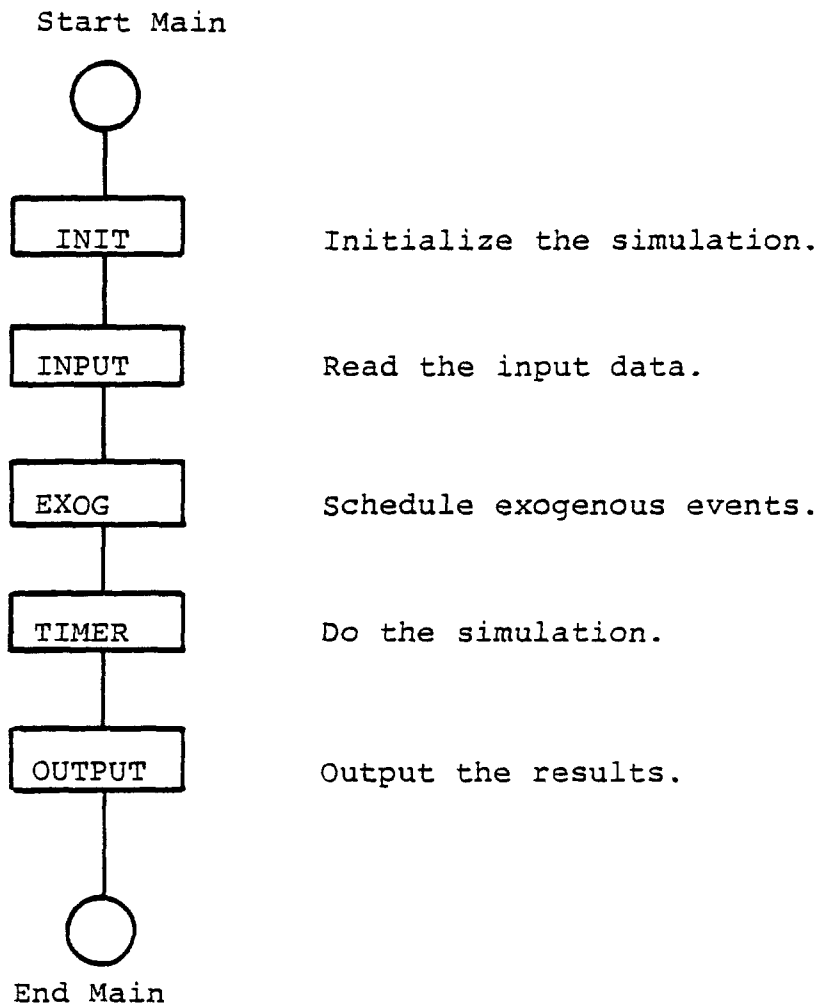 Start Main
INIT Initialize the simulation.
INPUT Read the input data.
EXOG Schedule exogenous events.
TIMER Do the simulation.
OUTPUT Output the results.
End Main